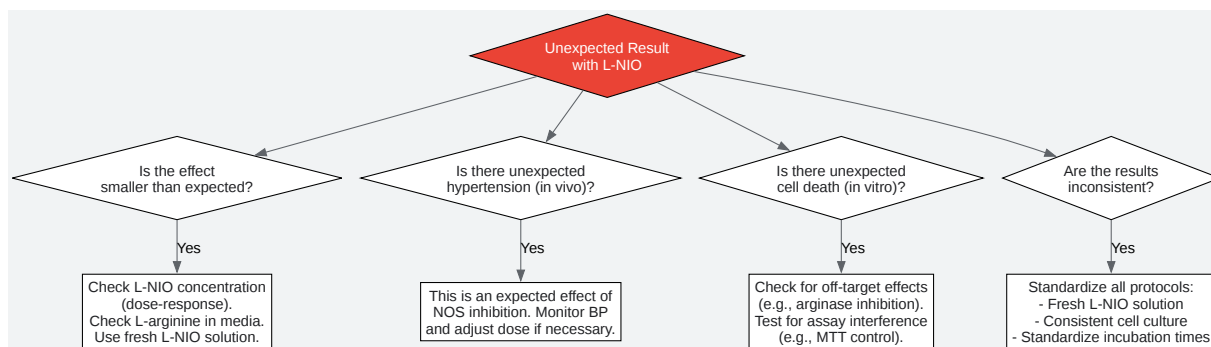 Unexpected Result
with L-NIO
Is the effect
smaller than expected?
Is there unexpected
hypertension (in vivo)?
Is there unexpected
cell death (in vitro)?
Are the results
inconsistent?
Yes
Yes
Yes
Yes
Check L-NIO concentration
(dose-response).
Check L-arginine in media.
Use fresh L-NIO solution.
This is an expected effect of
NOS inhibition. Monitor BP
and adjust dose if necessary.
Check for off-target effects
(e.g., arginase inhibition).
Test for assay interference
(e.g., MTT control).
Standardize all protocols:
- Fresh L-NIO solution
- Consistent cell culture
- Standardize incubation times